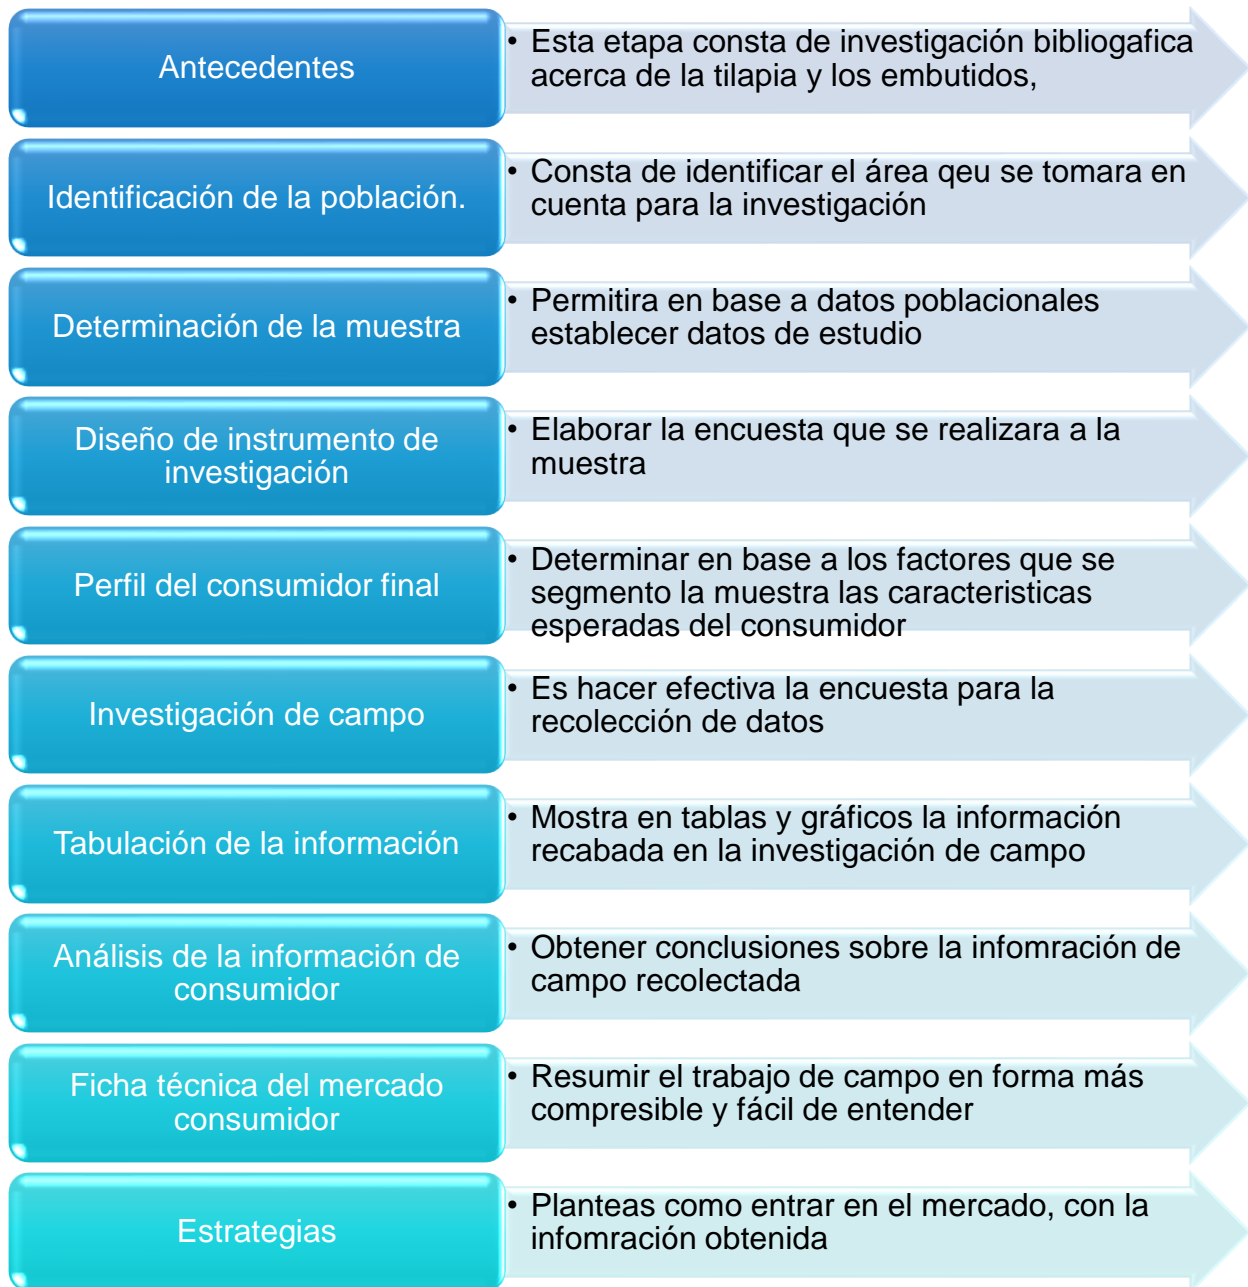 Antecedentes
• Esta etapa consta de investigación bibliogafica
acerca de la tilapia y los embutidos,
Identificación de la población.
• Consta de identificar el área qeu se tomara en
cuenta para la investigación
Determinación de la muestra
• Permitira en base a datos poblacionales
establecer datos de estudio
Diseño de instrumento de
investigación
• Elaborar la encuesta que se realizara a la
muestra
Perfil del consumidor final
• Determinar en base a los factores que se
segmento la muestra las caracteristicas
esperadas del consumidor
Investigación de campo
• Es hacer efectiva la encuesta para la
recolección de datos
Tabulación de la información
• Mostra en tablas y gráficos la información
recabada en la investigación de campo
Análisis de la información de
consumidor
• Obtener conclusiones sobre la infomración de
campo recolectada
Ficha técnica del mercado
consumidor
• Resumir el trabajo de campo en forma más
compresible y fácil de entender
Estrategias
• Planteas como entrar en el mercado, con la
infomración obtenida